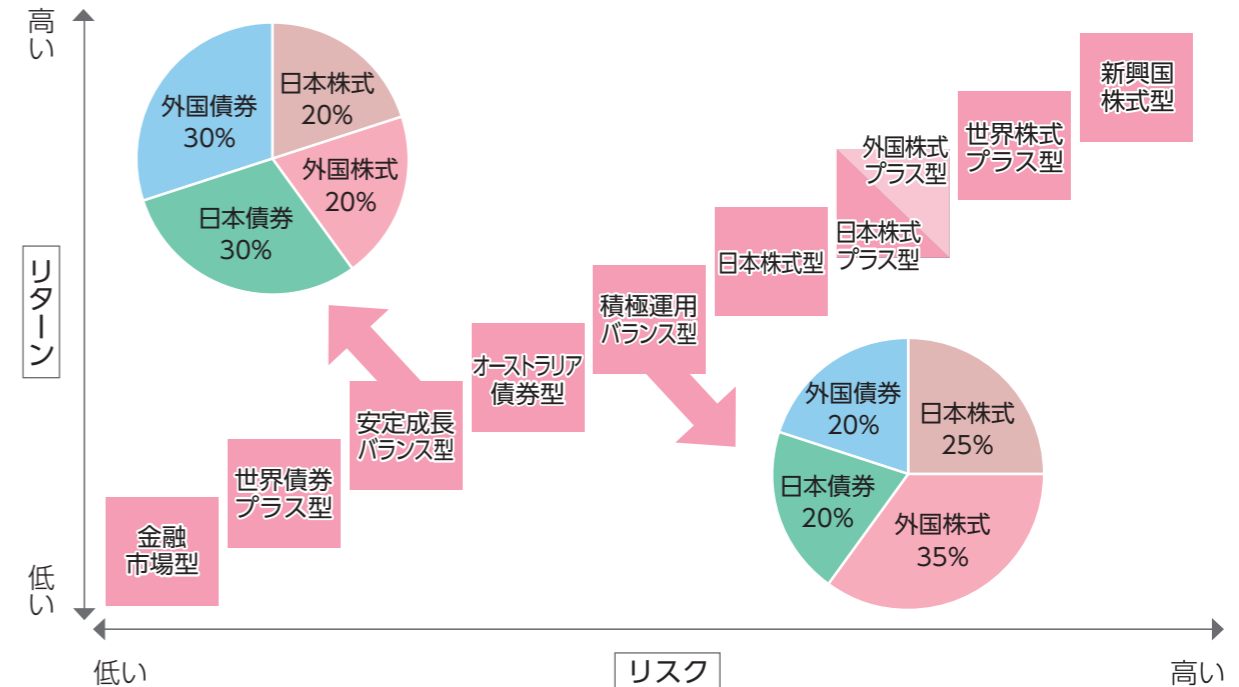 高い
日本株式
20%
外国債券
30%
外国株式
20%
日本債券
30%
新興国
株式型
世界株式
プラス型
外国株式
プラス型
日本株式
プラス型
日本株式型
リターン
積極運用
バランス型
オーストラリア
債券型
安定成長
バランス型
世界債券
プラス型
金融
市場型
外国債券
20%
日本株式
25%
日本債券
20%
外国株式
35%
低い
低い
リスク
高い